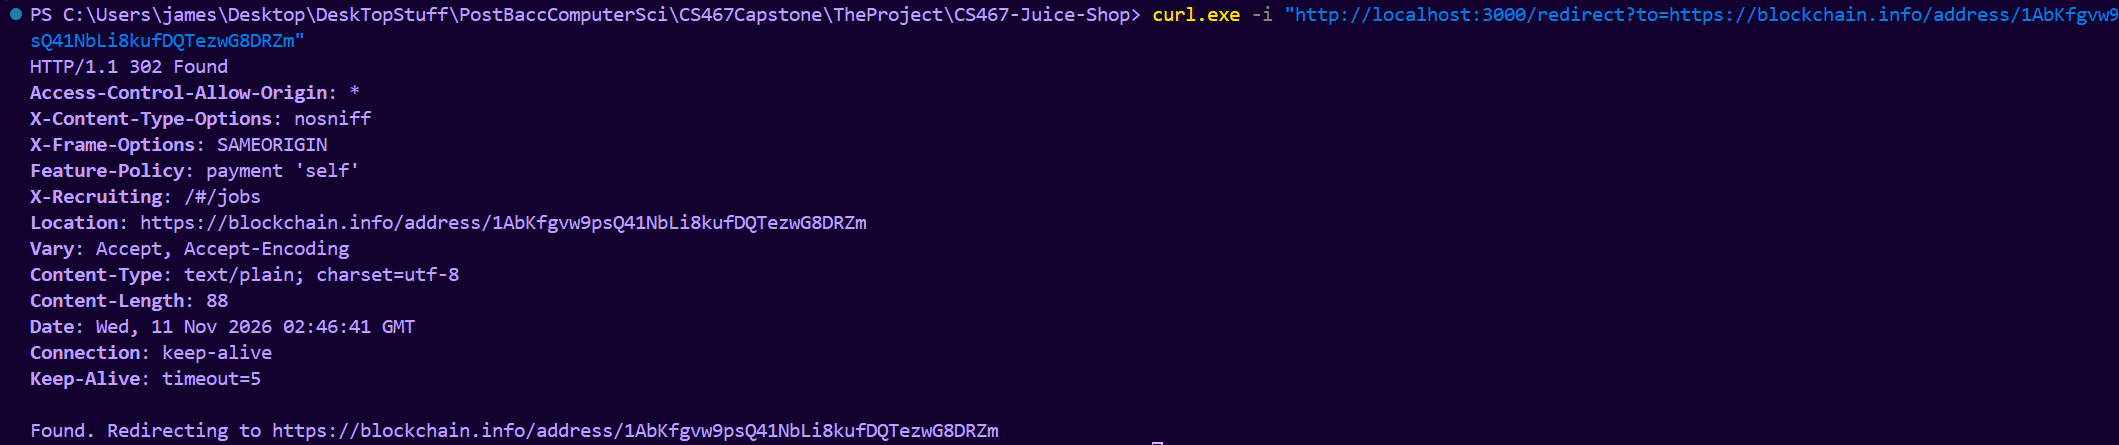 PS C:\Users\james\Desktop\DeskTopStuff\PostBaccComputerSci\CS467Capstone\TheProject\CS467-Juice-Shop> curl.exe -i "http://localhost:3000/redirect?to=https://blockchain.info/address/1AbKfgvw9
sQ41NbLi8kufDQTezwG8DRZm"
HTTP/1.1 302 Found
Access-Control-Allow-Origin: *
X-Content-Type-Options: nosniff
X-Frame-Options: SAMEORIGIN
Feature-Policy: payment 'self'
X-Recruiting: /#/jobs
Location: https://blockchain.info/address/1AbKfgvw9psQ41NbLi8kufDQTezwG8DRZm
Vary: Accept, Accept-Encoding
Content-Type: text/plain; charset=utf-8
Content-Length: 88
Date: Wed, 11 Nov 2026 02:46:41 GMT
Connection: keep-alive
Keep-Alive: timeout=5
Found. Redirecting to https://blockchain.info/address/1AbKfgvw9psQ41NbLi8kufDQTezwG8DRZm